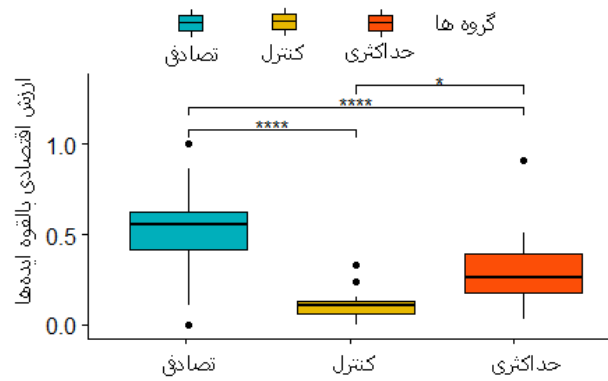 گروه ها
حداکثری
کنترل
تصادفی
ارزش اقتصادی بالقوه ایده‌ها
*
****
****
1.0
0.5
0.0
تصادفی
کنترل
حداکثری